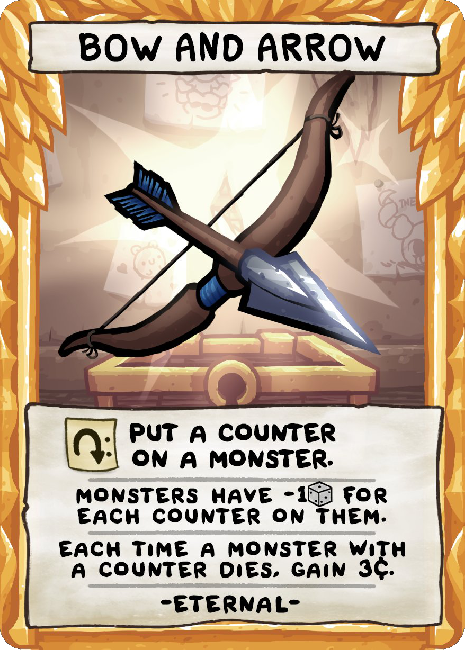 BOW AND ARROW
: PUT A COUNTER
ON A MONSTER.
MONSTERS HAVE -1 FOR
EACH COUNTER ON THEM.
EACH TIME A MONSTER WITH
A COUNTER DIES, GAIN 3¢.
-ETERNAL-